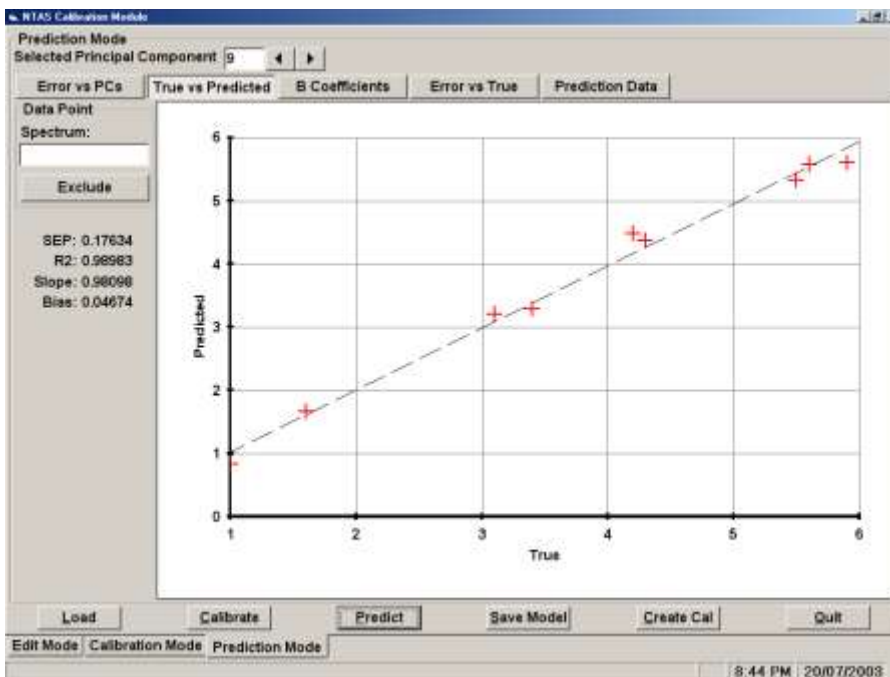 NTAS Calibration Module
Prediction Mode
Selected Principal Component 9
Error vs PCs True vs Predicted B Coefficients Error vs True Prediction Data
Data Point
Spectrum:
Exclude
SEP: 0.17634
R2: 0.98983
Slope: 0.98098
Bias: 0.04674
6
5
4
3
2
1
0
Predicted
1 2 3 4 5 6
True
Load Calibrate Predict Save Model Create Cal Quit
Edit Mode Calibration Mode Prediction Mode
8:44 PM 20/07/2003